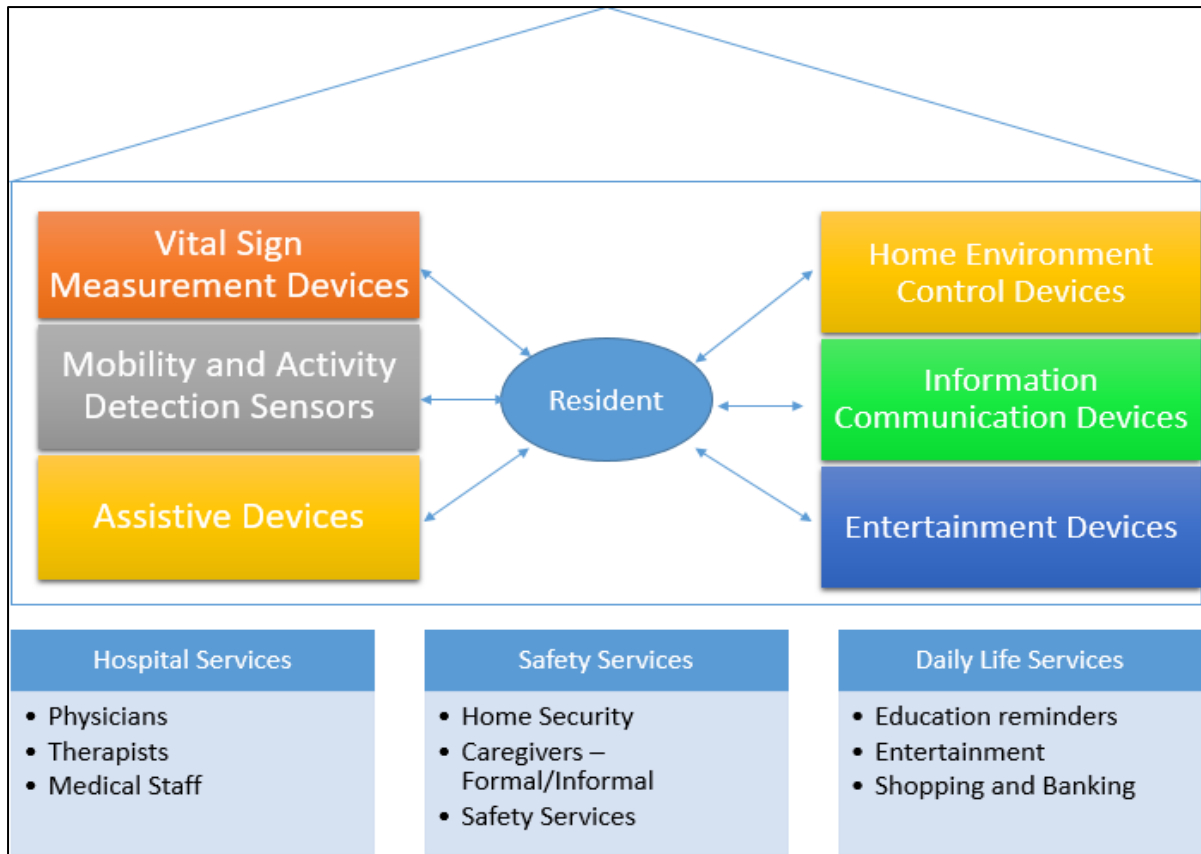 Vital Sign
Measurement Devices
Mobility and Activity
Detection Sensors
Assistive Devices
Resident
Home Environment
Control Devices
Information
Communication Devices
Entertainment Devices
Hospital Services
• Physicians
• Therapists
• Medical Staff
Safety Services
• Home Security
• Caregivers –
Formal/Informal
• Safety Services
Daily Life Services
• Education reminders
• Entertainment
• Shopping and Banking